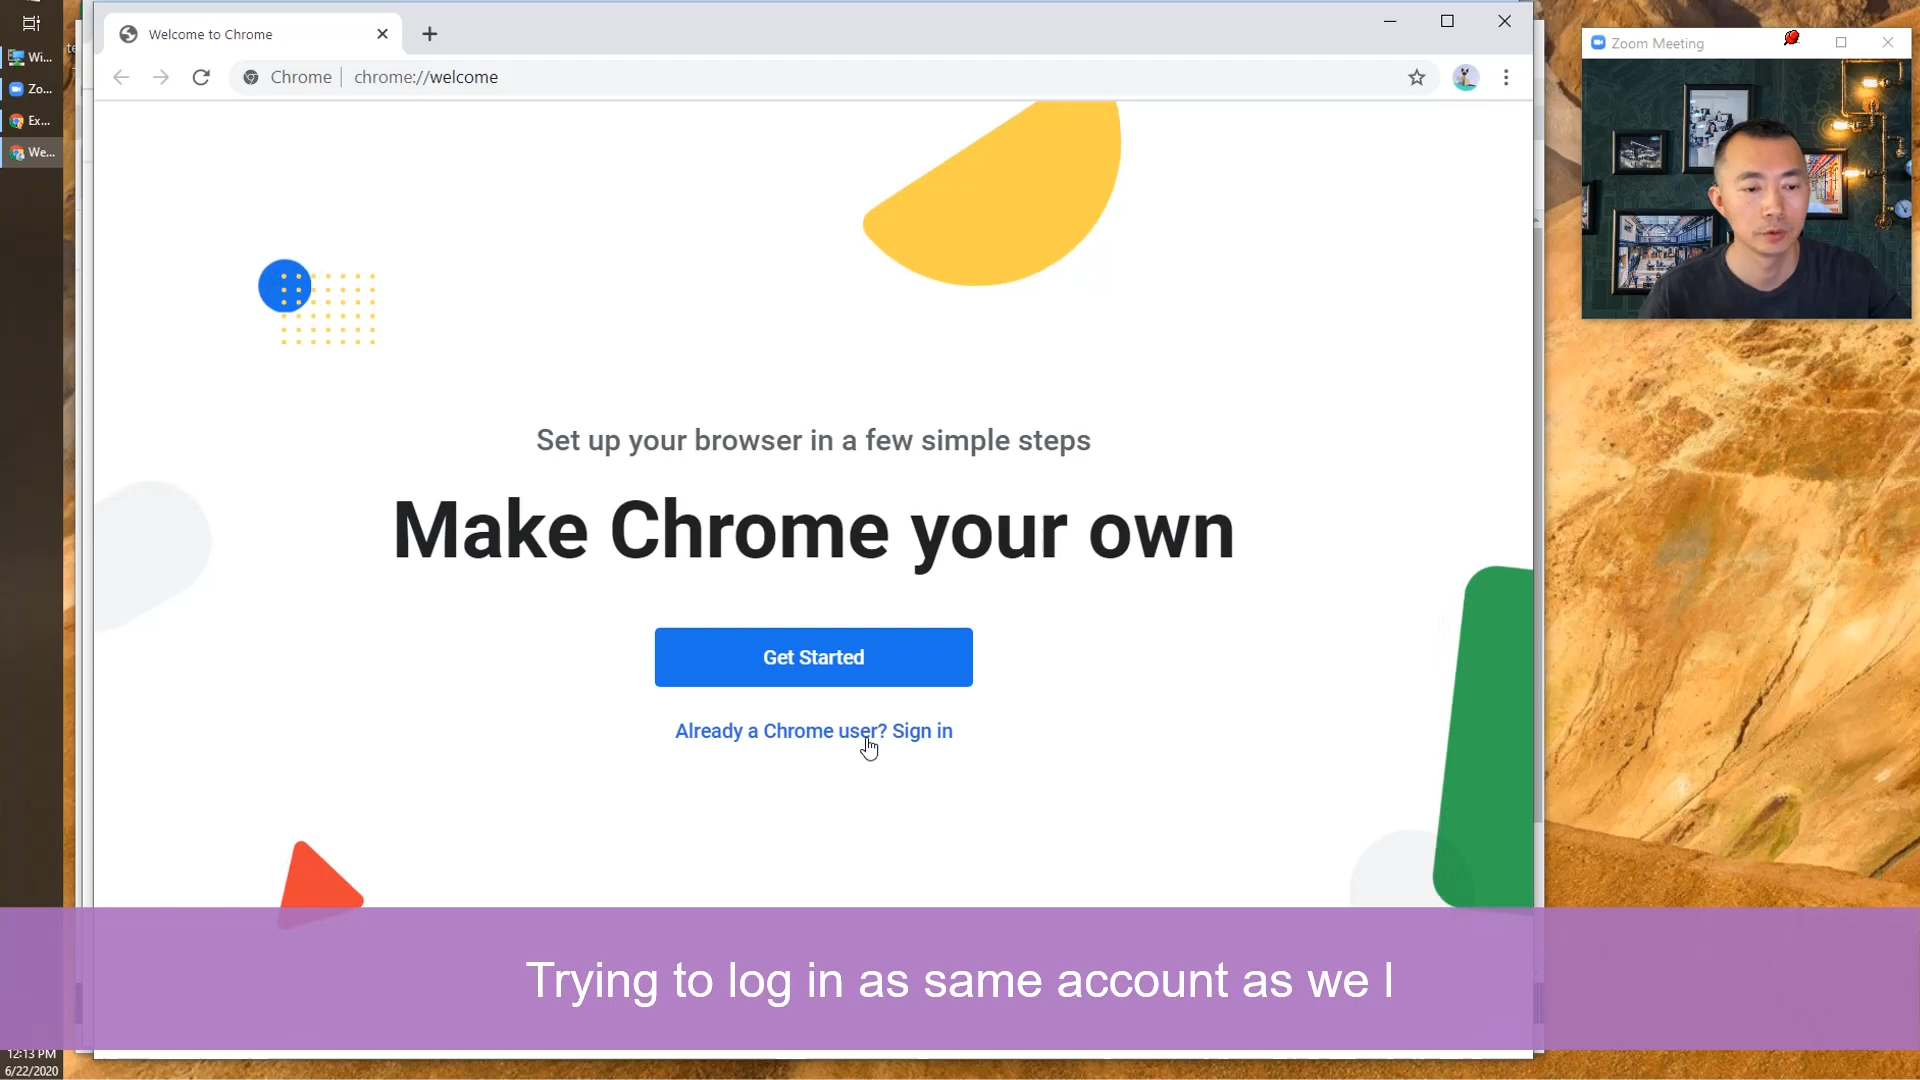 Welcome to Chrome
Zoom Meeting
te
Wi...
Chrome
chrome://welcome
Zo...
Ex...
We...
Set up your browser in a few simple steps
Make Chrome your own
Get Started
Already a Chrome user? Sign in
Trying to log in as same account as we I
12:13 PM
6/22/2020